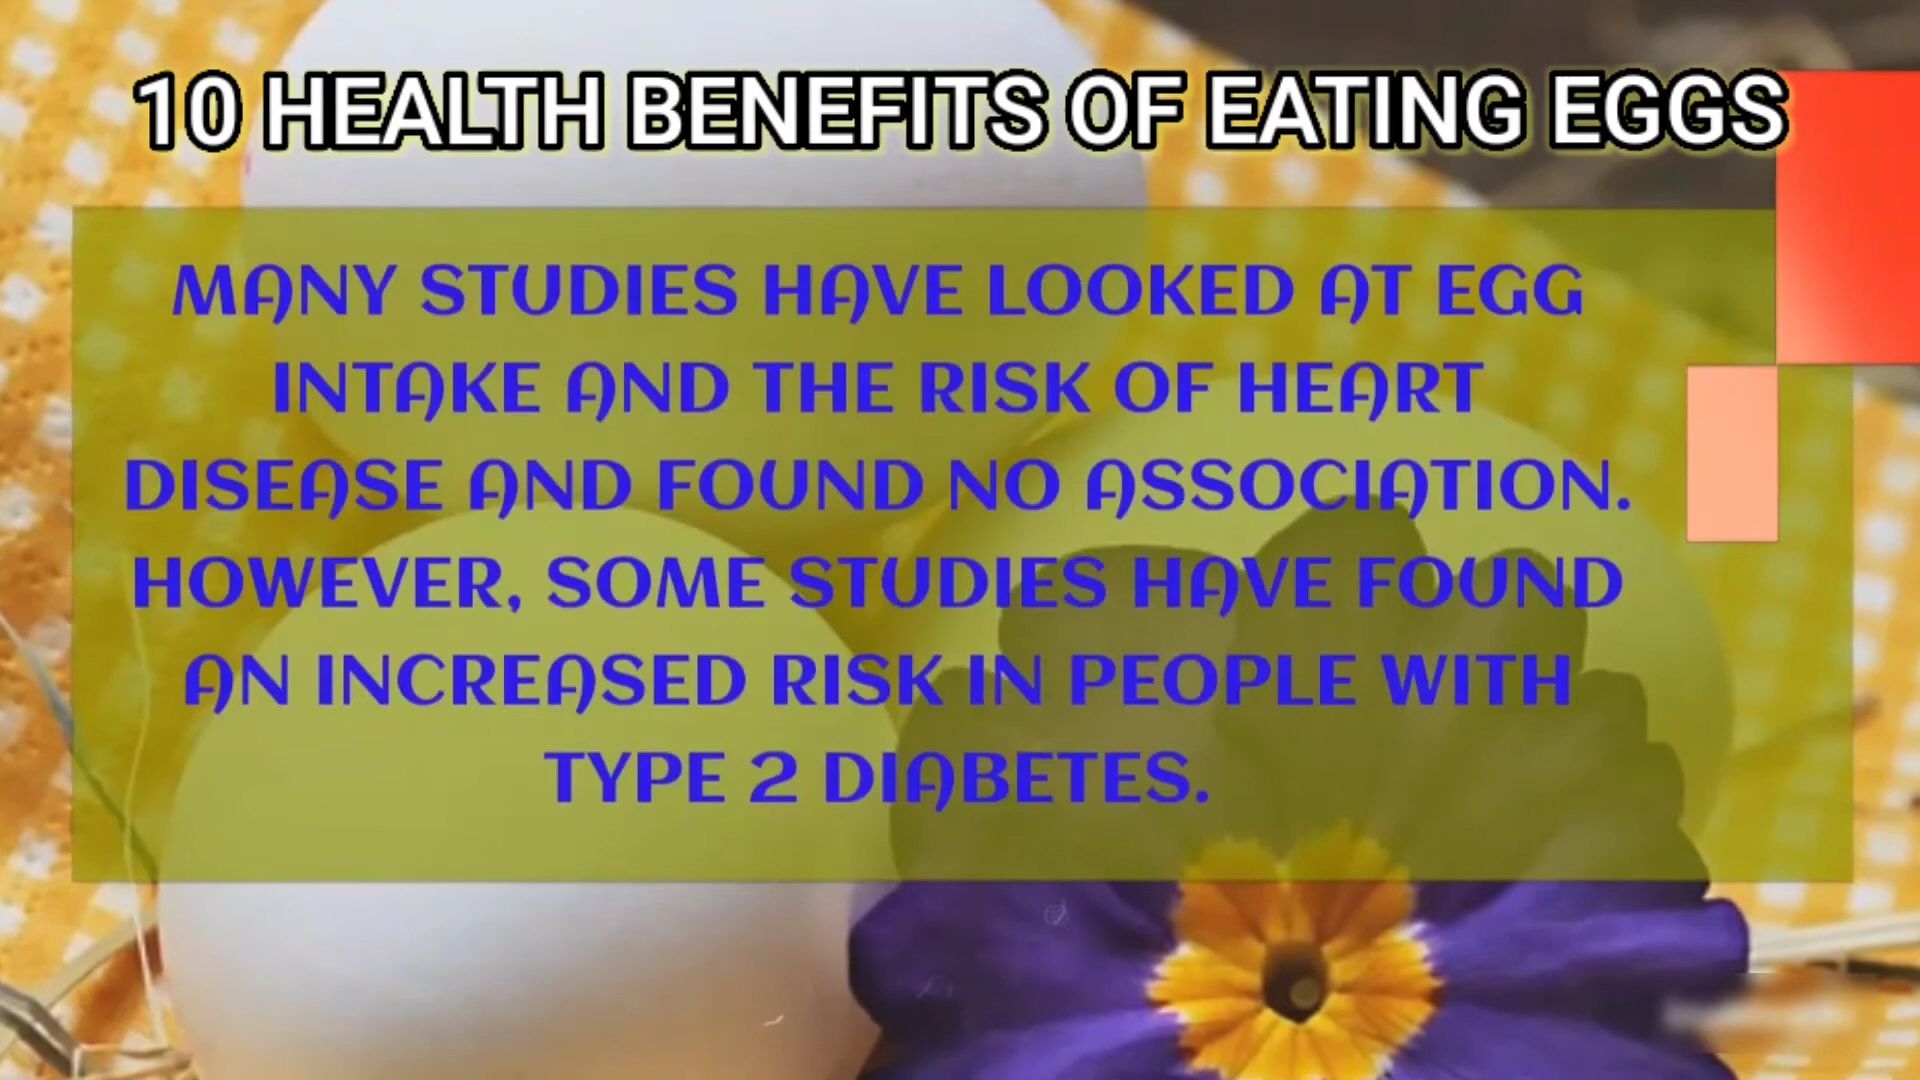 10 HEALTH BENEFITS OF EATING EGGS
MANY STUDIES HAVE LOOKED AT EGG
INTAKE AND THE RISK OF HEART
DISEASE AND FOUND NO ASSOCIATION.
HOWEVER, SOME STUDIES HAVE FOUND
AN INCREASED RISK IN PEOPLE WITH
TYPE 2 DIABETES.